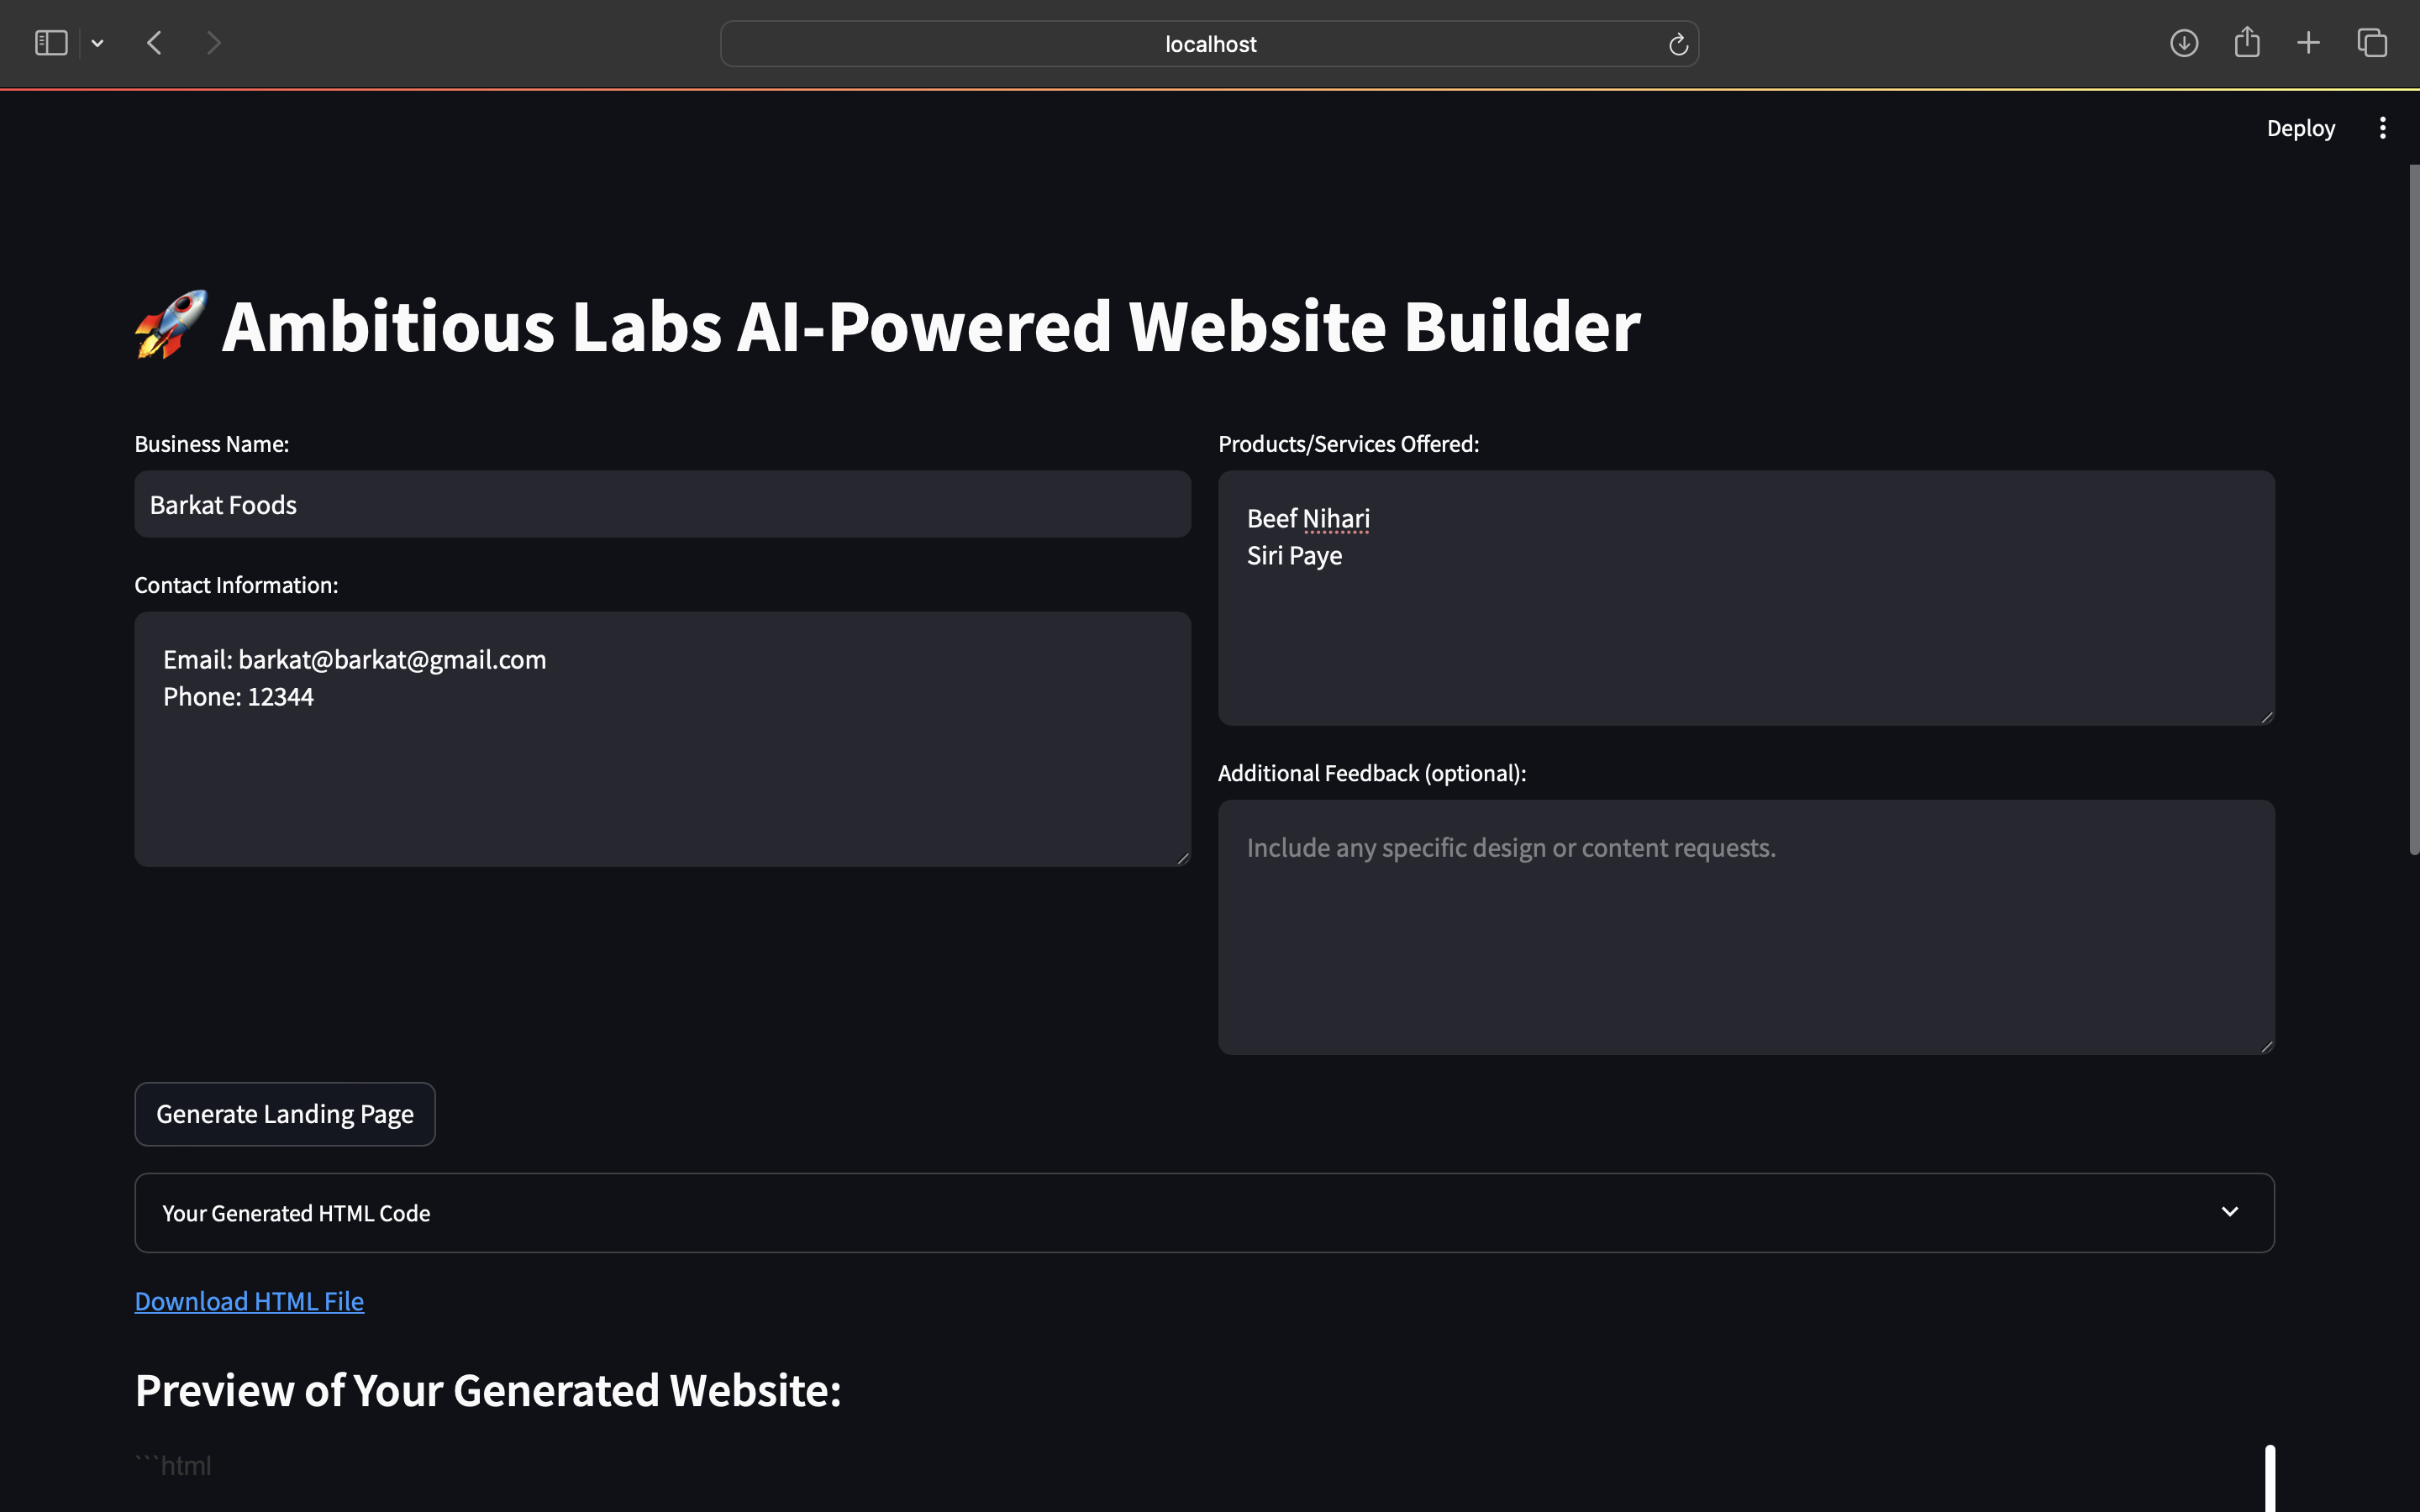 localhost
Deploy
🚀 Ambitious Labs AI-Powered Website Builder
Business Name:
Barkat Foods
Contact Information:
Email: barkat@barkat@gmail.com
Phone: 12344
Products/Services Offered:
Beef Nihari
Siri Paye
Additional Feedback (optional):
Include any specific design or content requests.
Generate Landing Page
Your Generated HTML Code
Download HTML File
Preview of Your Generated Website:
```html